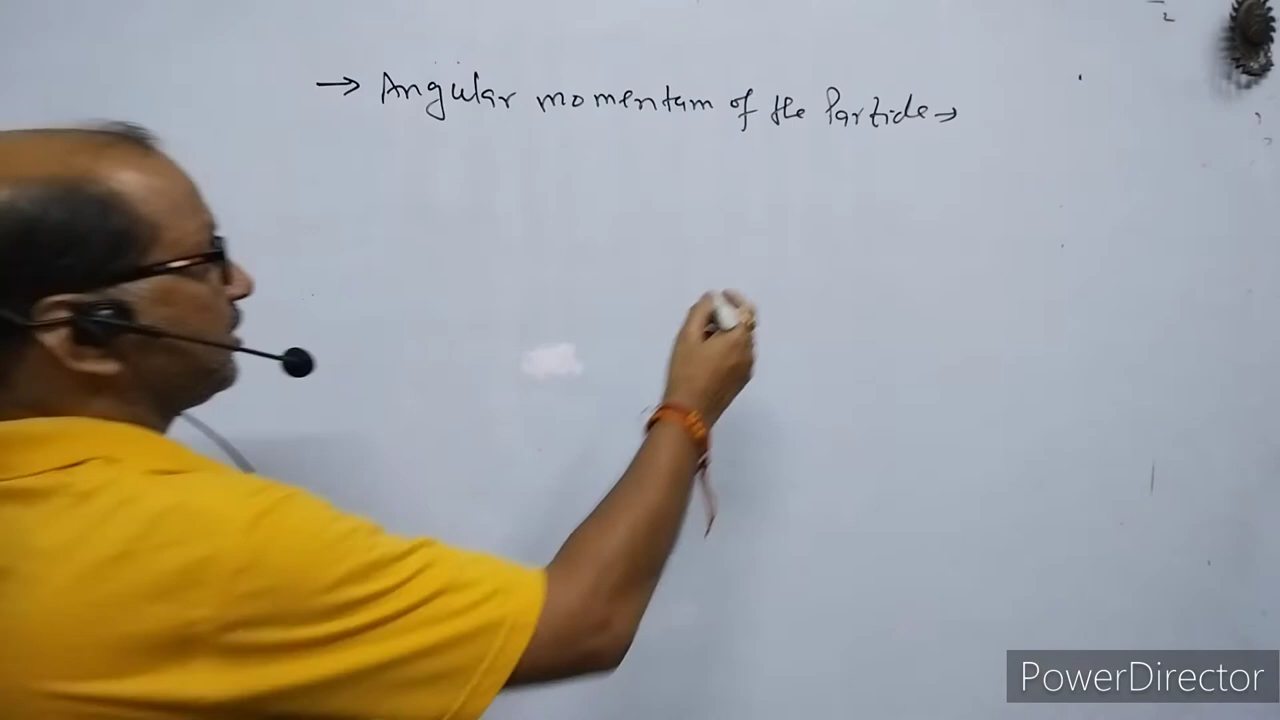 → Angular momentum of the Particle →
PowerDirector